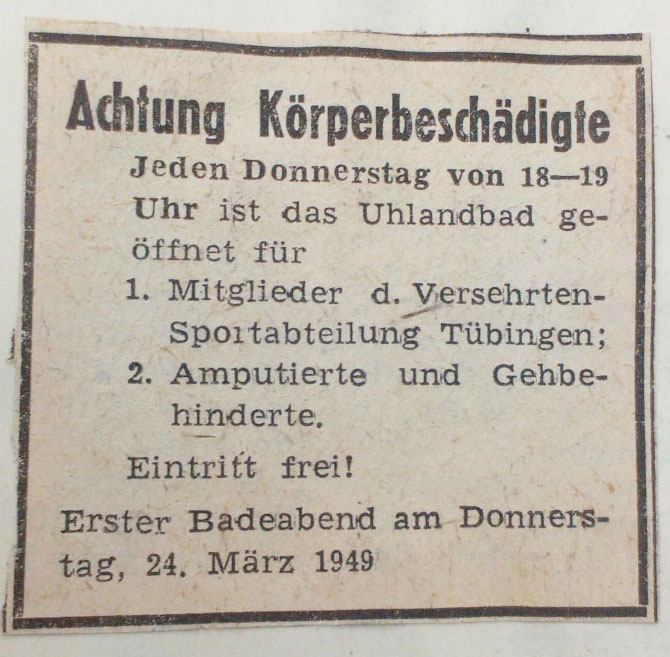 Achtung Körperbeschädigte
Jeden Donnerstag von 18—19
Uhr ist das Uhlandbad ge-
öffnet für
1. Mitglieder d. Versehrten-
Sportabteilung Tübingen;
2. Amputierte und Gehbe-
hinderte.
Eintritt frei!
Erster Badeabend am Donners-
tag, 24. März 1949